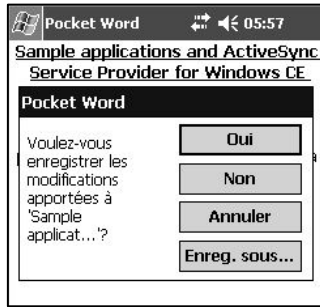 Pocket Word 05:57
Sample applications and ActiveSync
Service Provider for Windows CE
Pocket Word
Voulez-vous
enregistrer les
modifications
apportées à
'Sample
applicat...'?
Oui
Non
Annuler
Enreg. sous...